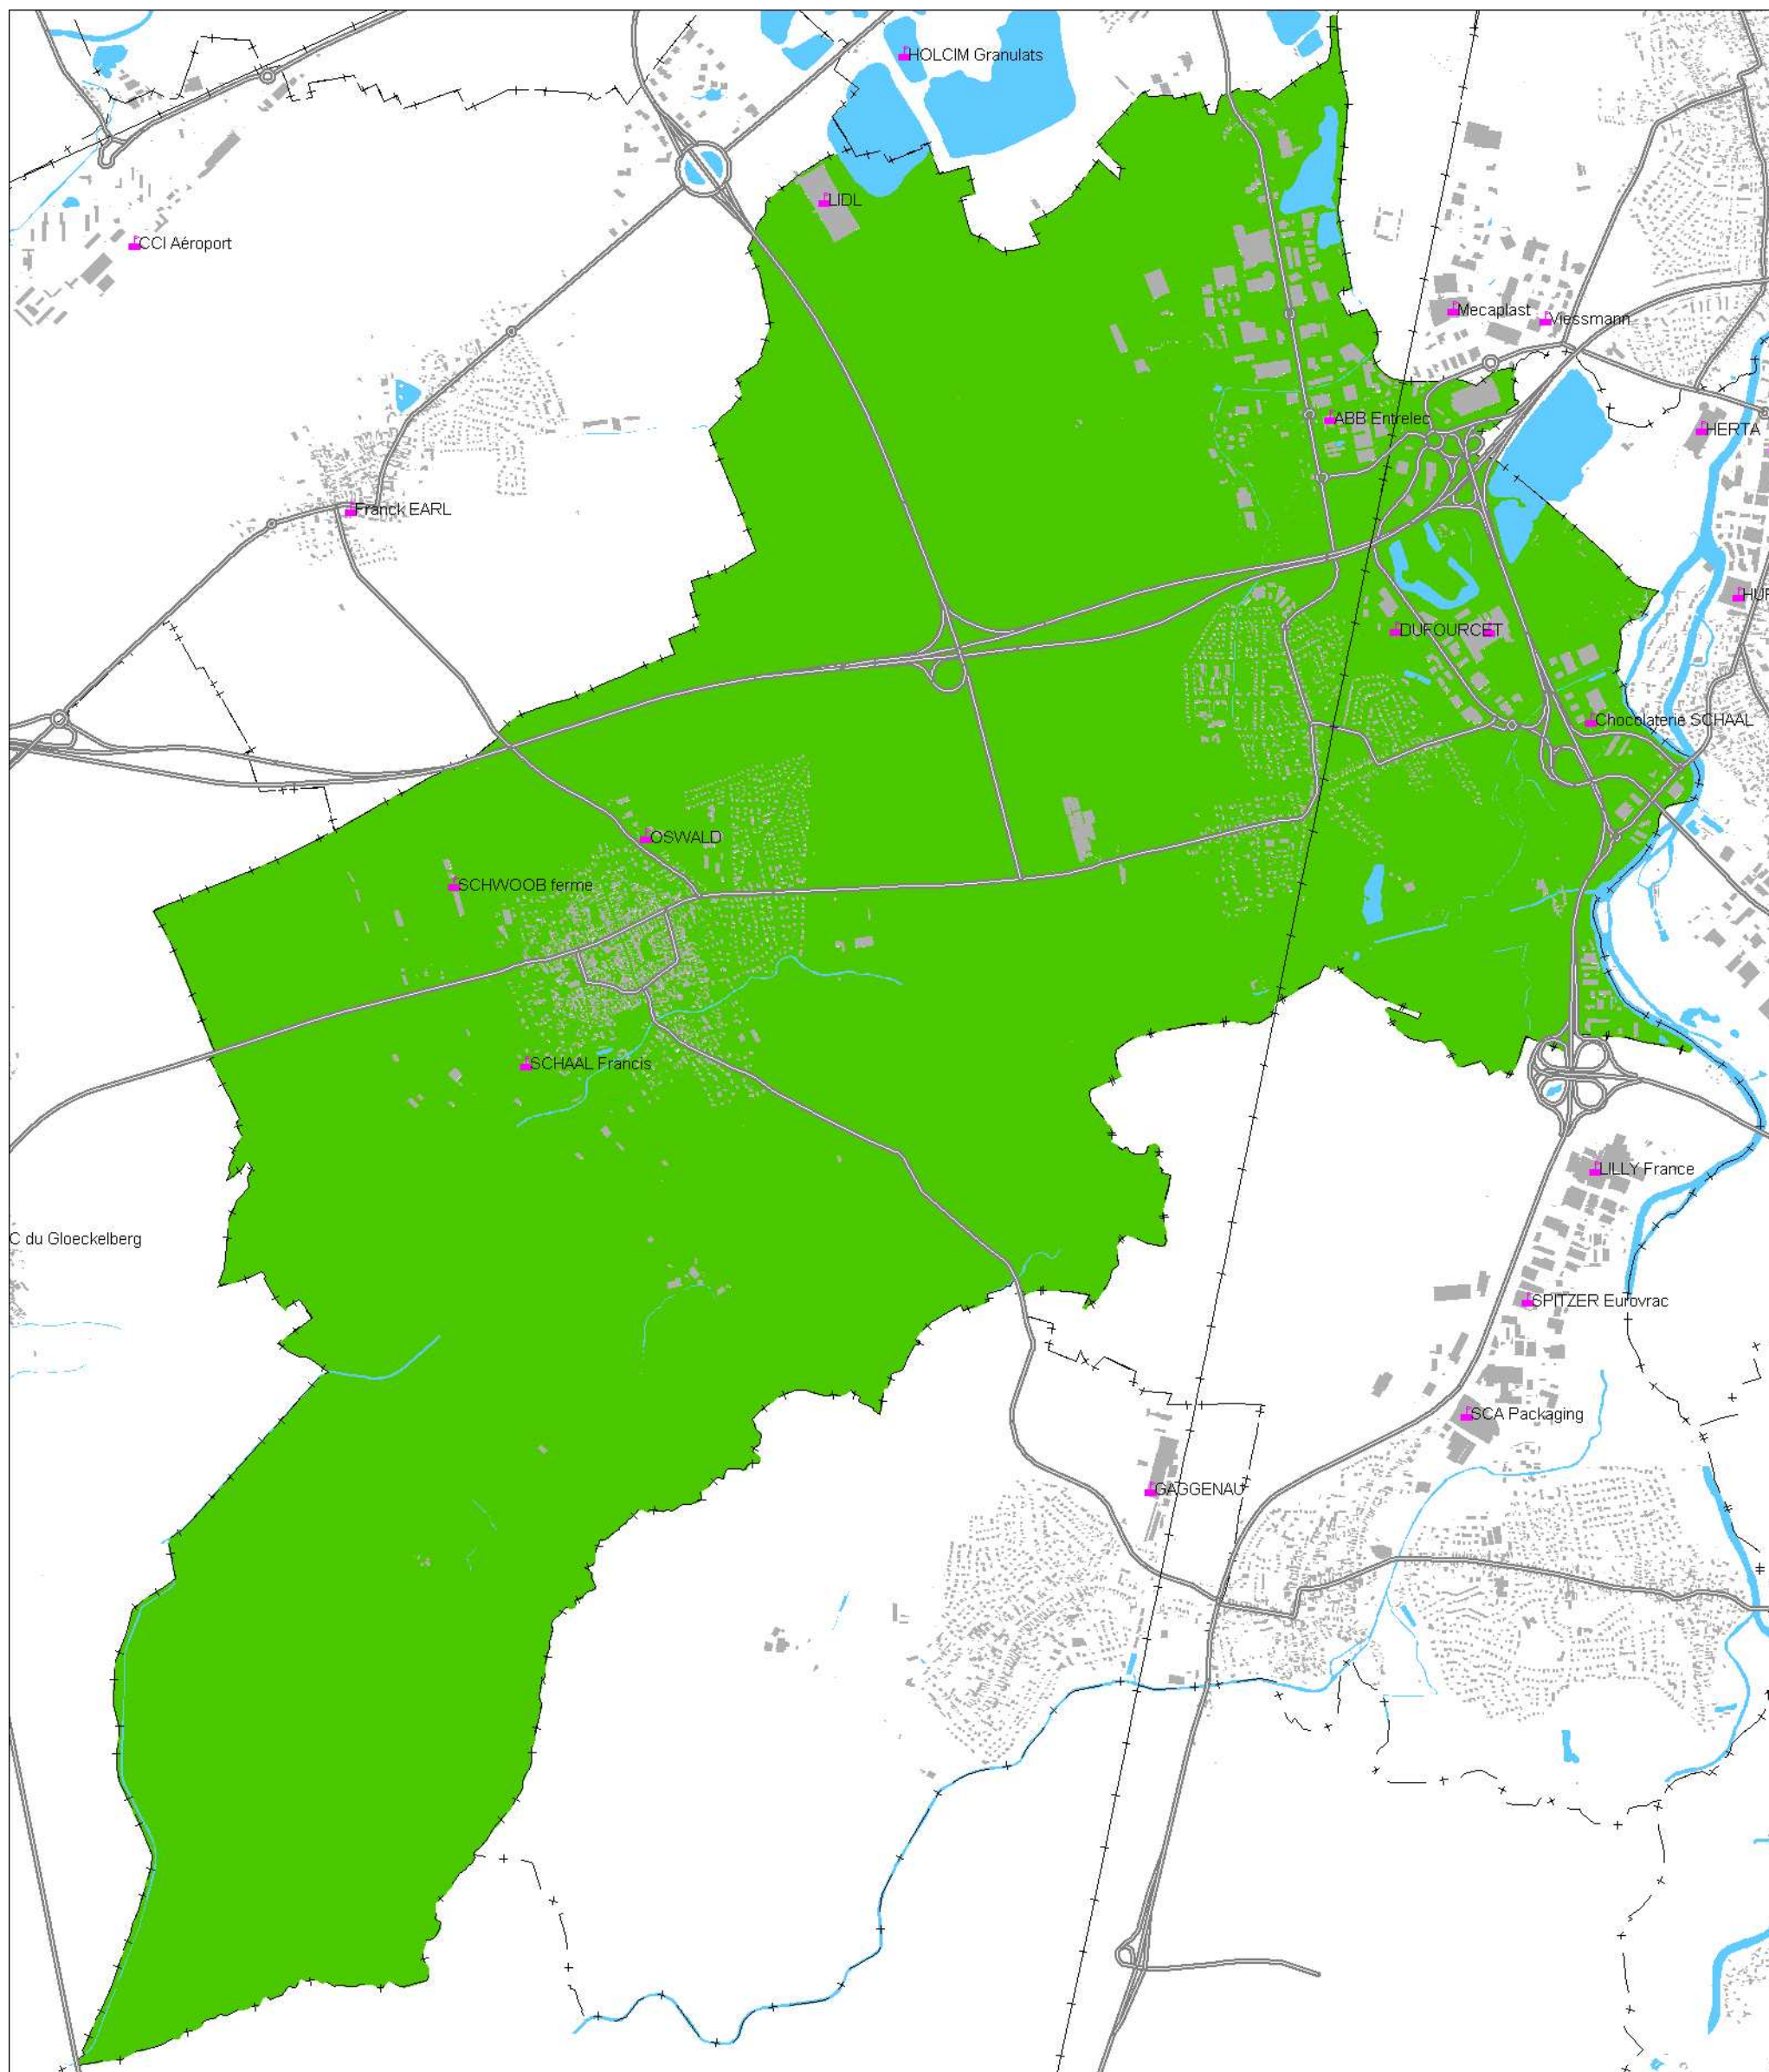 HOLCIM Granulats
LIDL
CCI Aéroport
Mecaplast
Viessmann
ABB Entrelec
HERTA
Franck EARL
HUR
DUFOURCET
Chocolaterie SCHAAL
OSWALD
SCHWOOB ferme
SCHAAL Francis
LILLY France
C du Gloeckelberg
SPITZER Eurovrac
SCA Packaging
GAGGENAU